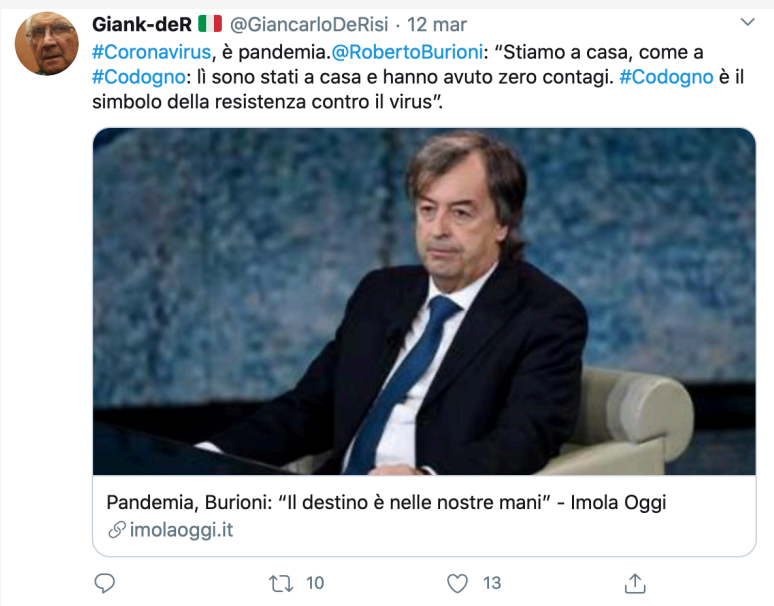 Giank-deR 🇮🇹 @GiancarloDeRisi · 12 mar
#Coronavirus, è pandemia.@RobertoBurioni: “Stiamo a casa, come a
#Codogno: lì sono stati a casa e hanno avuto zero contagi. #Codogno è il
simbolo della resistenza contro il virus”.
Pandemia, Burioni: “Il destino è nelle nostre mani” - Imola Oggi
imolaoggi.it
10 13